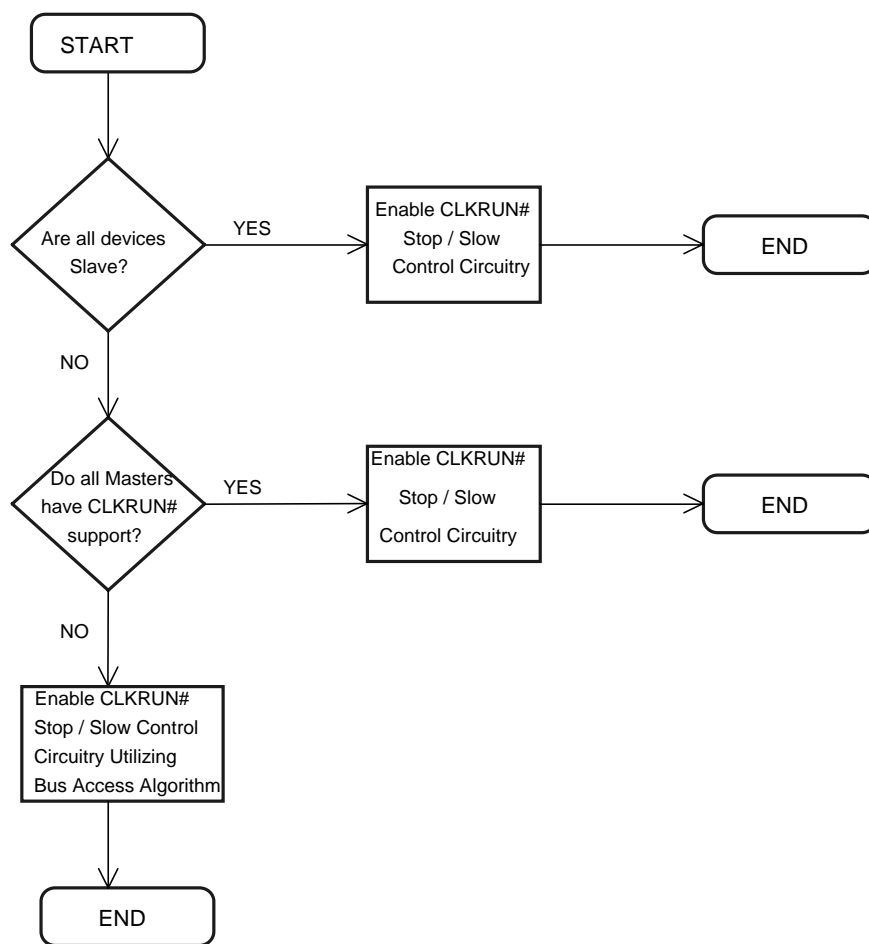 START
Are all devices
Slave?
YES
Enable CLKRUN#
Stop / Slow
Control Circuitry
END
NO
Do all Masters
have CLKRUN#
support?
YES
Enable CLKRUN#
Stop / Slow
Control Circuitry
END
NO
Enable CLKRUN#
Stop / Slow Control
Circuitry Utilizing
Bus Access Algorithm
END